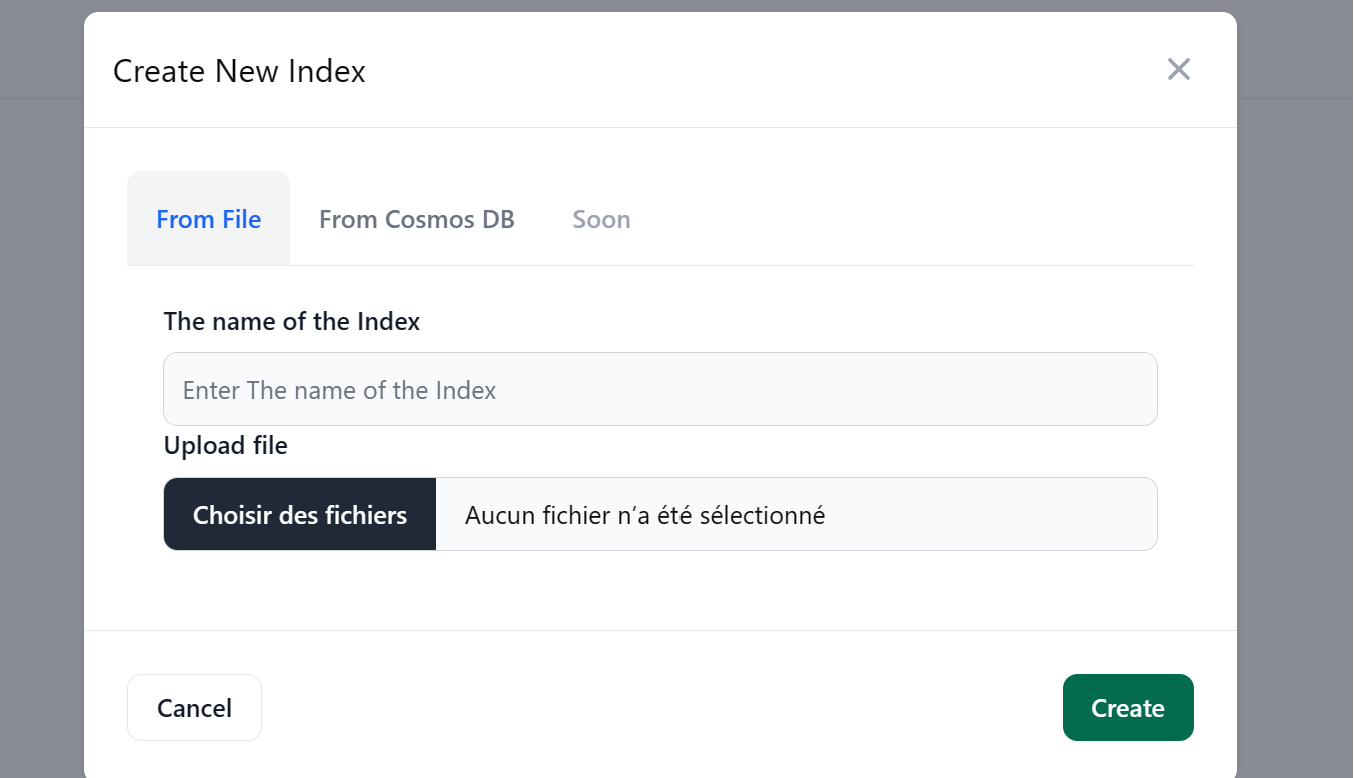 Create New Index
From File From Cosmos DB Soon
The name of the Index
Enter The name of the Index
Upload file
Choisir des fichiers Aucun fichier n’a été sélectionné
Cancel Create